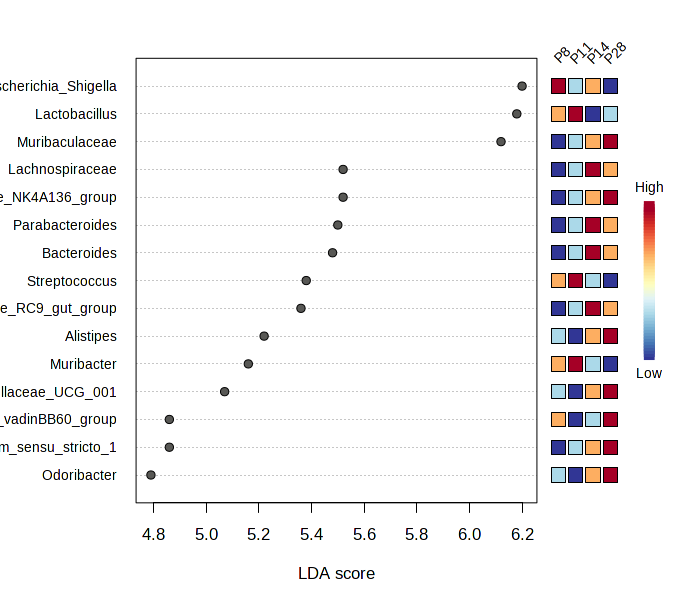 P8 P11 P14 P28
scherichia_Shigella
Lactobacillus
Muribaculaceae
Lachnospiraceae
e_NK4A136_group
Parabacteroides
Bacteroides
Streptococcus
e_RC9_gut_group
Alistipes
Muribacter
llaceae_UCG_001
_vadinBB60_group
m_sensu_stricto_1
Odoribacter
High
Low
4.8 5.0 5.2 5.4 5.6 5.8 6.0 6.2
LDA score